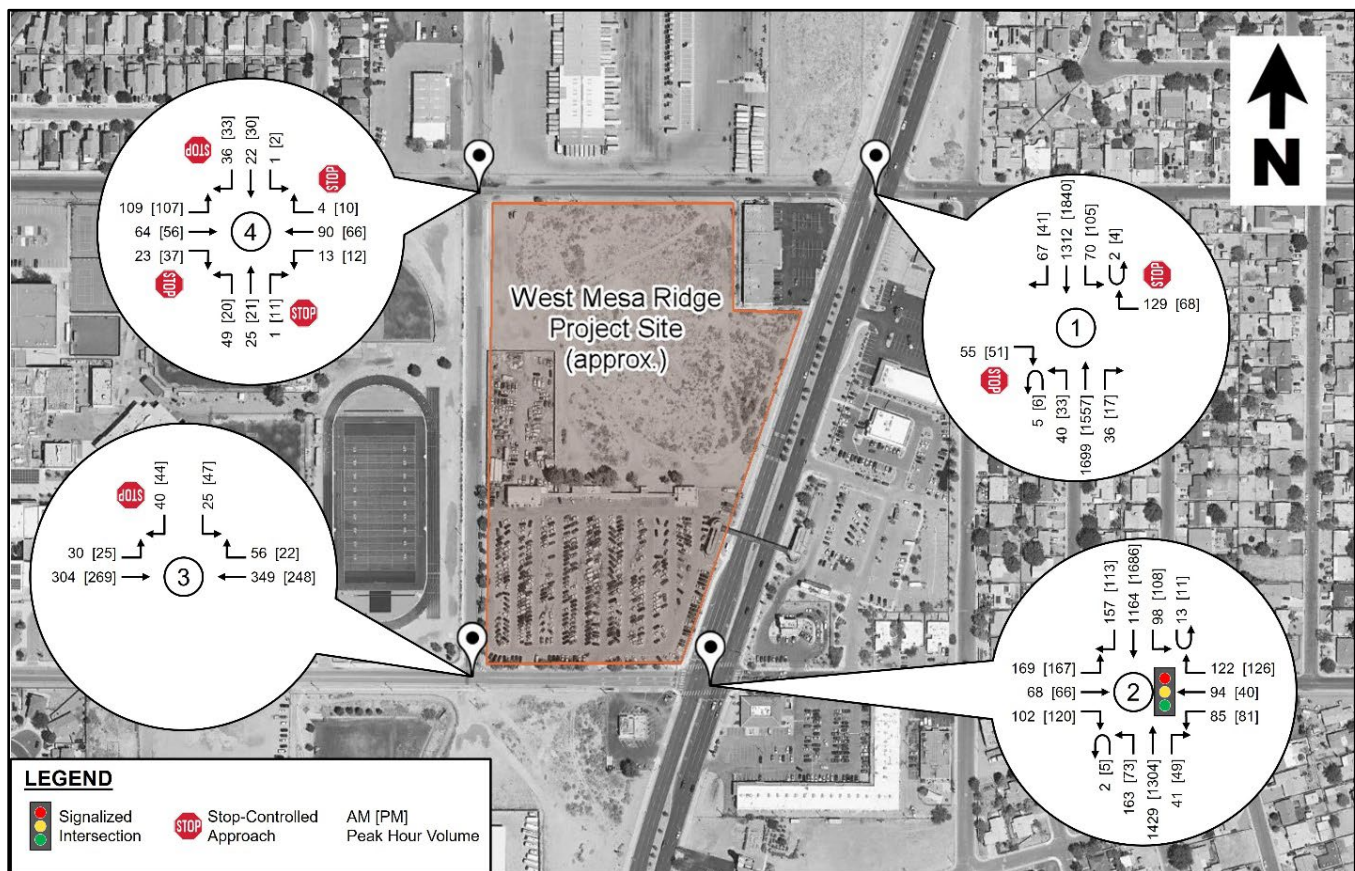 N
STOP
36 [33]
22 [30]
1 [2]
STOP
109 [107]
64 [56]
23 [37]
4
4 [10]
90 [66]
13 [12]
STOP
49 [20]
25 [21]
1 [11]
STOP
67 [41]
1312 [1840]
70 [105]
2 [4]
STOP
129 [68]
1
55 [51]
STOP
5 [6]
40 [33]
1699 [1557]
36 [17]
West Mesa Ridge
Project Site
(approx.)
STOP
40 [44]
25 [47]
30 [25]
304 [269]
3
56 [22]
349 [248]
157 [113]
1164 [1686]
98 [108]
13 [11]
169 [167]
68 [66]
102 [120]
2
122 [126]
94 [40]
85 [81]
2 [5]
163 [73]
1429 [1304]
41 [49]
LEGEND
Signalized
Intersection
STOP
Stop-Controlled
Approach
AM [PM]
Peak Hour Volume